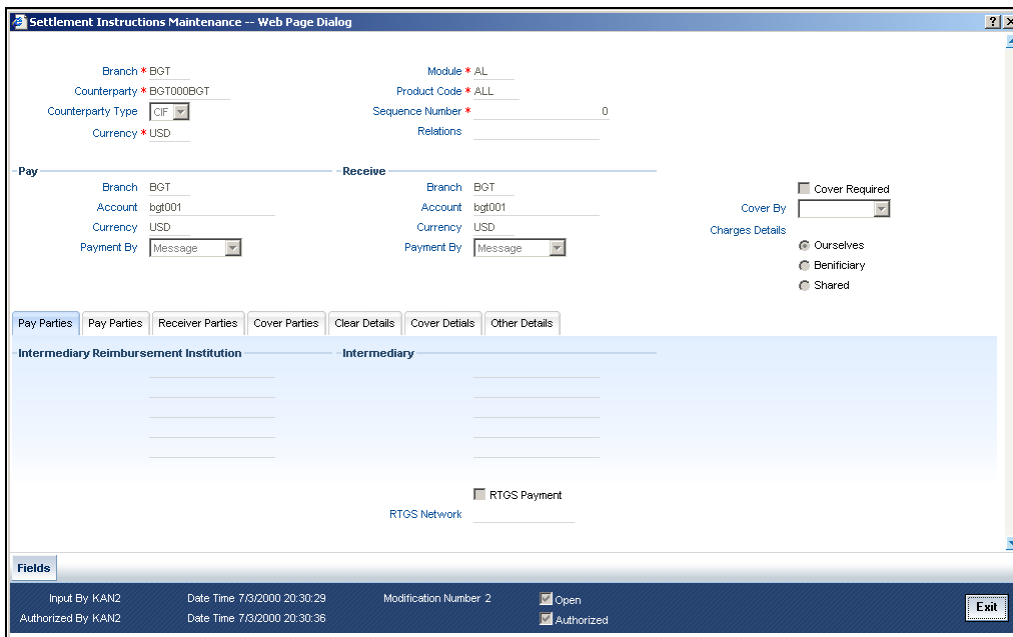 Settlement Instructions Maintenance -- Web Page Dialog
Branch * BGT Module * AL
Counterparty * BGT000BGT Product Code * ALL
Counterparty Type CIF Sequence Number * 0
Currency * USD Relations
Pay Receive
Branch BGT Branch BGT Cover Required
Account bgt001 Account bgt001 Cover By
Currency USD Currency USD Charges Details
Payment By Message Payment By Message Ourselves
Benificiary
Shared
Pay Parties Pay Parties Receiver Parties Cover Parties Clear Details Cover Detials Other Details
Intermediary Reimbursement Institution Intermediary
RTGS Payment
RTGS Network
Fields
Input By KAN2 Date Time 7/3/2000 20:30:29 Modification Number 2 Open
Authorized By KAN2 Date Time 7/3/2000 20:30:36 Authorized
Exit